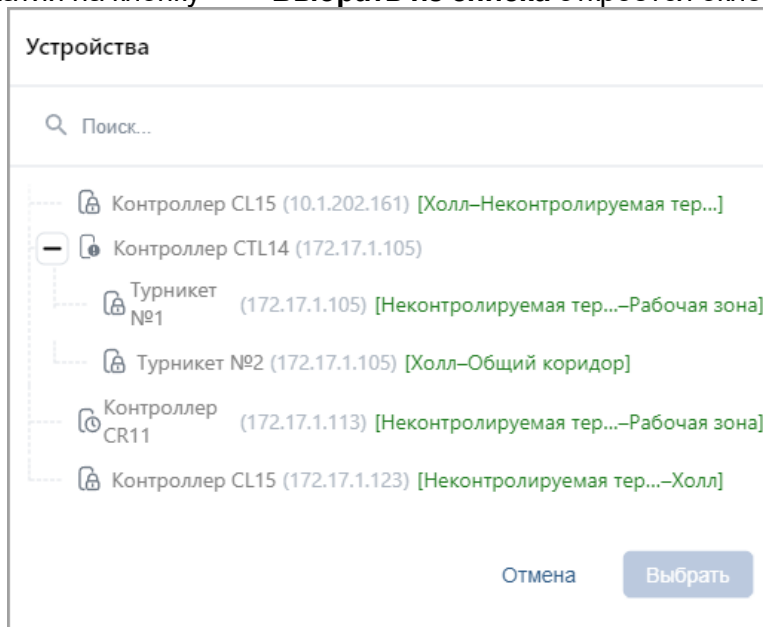 Устройства
Поиск...
Контроллер CL15 (10.1.202.161) [Холл–Неконтролируемая тер...]
Контроллер CTL14 (172.17.1.105)
Турникет №1 (172.17.1.105) [Неконтролируемая тер...–Рабочая зона]
Турникет №2 (172.17.1.105) [Холл–Общий коридор]
Контроллер CR11 (172.17.1.113) [Неконтролируемая тер...–Рабочая зона]
Контроллер CL15 (172.17.1.123) [Неконтролируемая тер...–Холл]
Отмена Выбрать